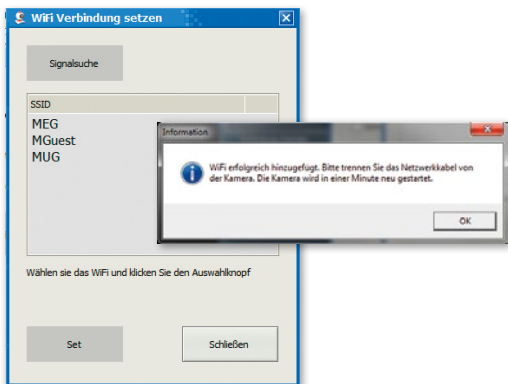 WiFi Verbindung setzen
Signalsuche
SSID
MEG
MGuest
MUG
Information
WiFi erfolgreich hinzugefügt. Bitte trennen Sie das Netzwerkkabel von
der Kamera. Die Kamera wird in einer Minute neu gestartet.
OK
Wählen sie das WiFi und klicken Sie den Auswahlknopf
Set
Schließen